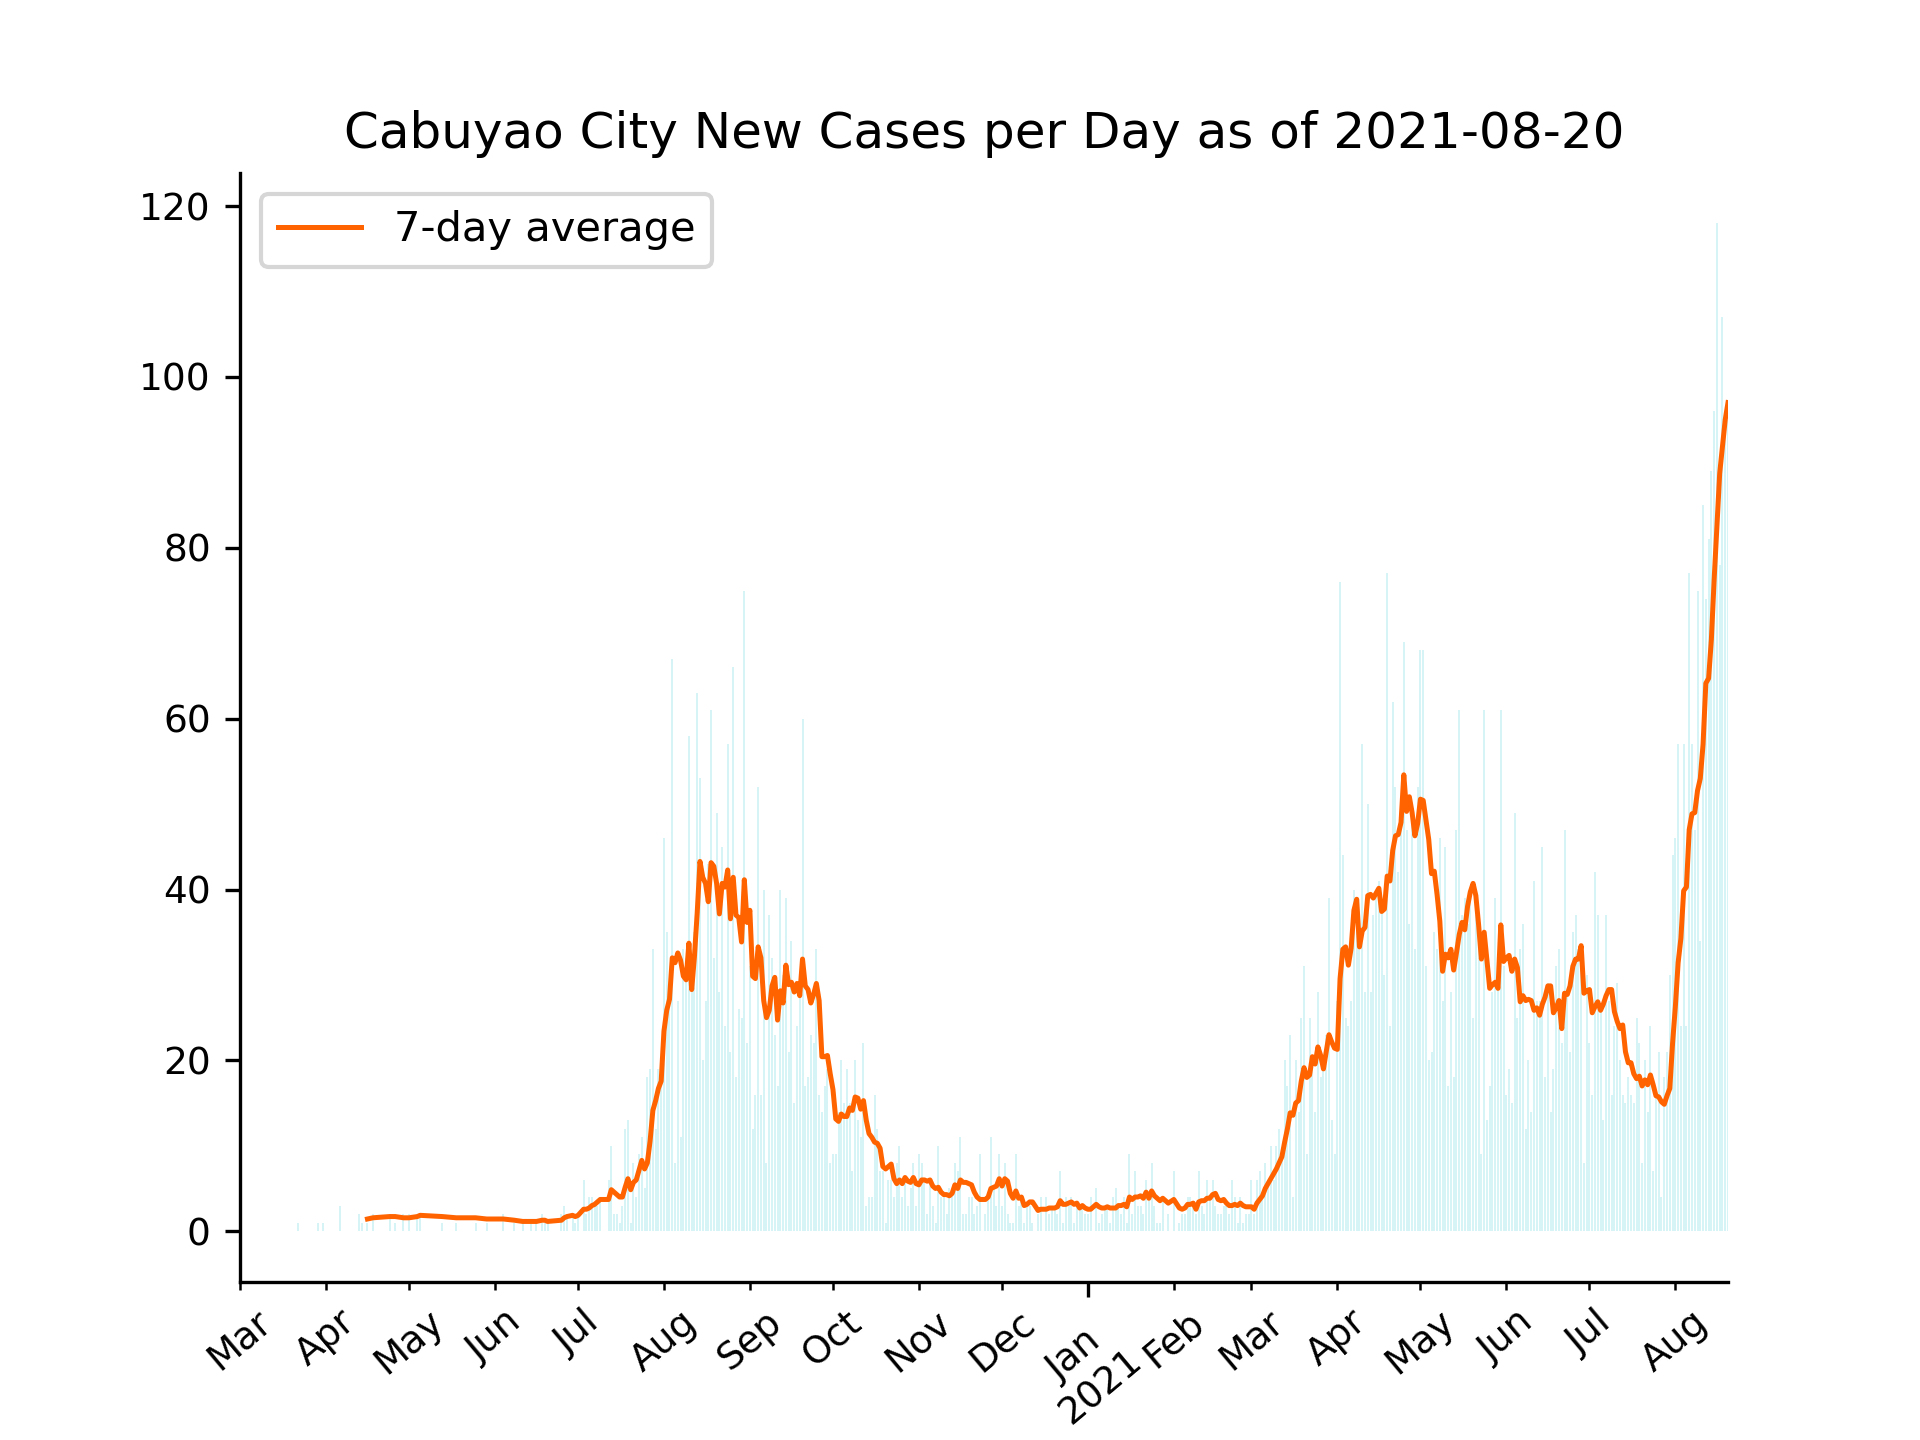 Cabuyao City New Cases per Day as of 2021-08-20
7-day average
120
100
80
60
40
20
0
Mar
Apr
May
Jun
Jul
Aug
Sep
Oct
Nov
Dec
Jan
2021
Feb
Mar
Apr
May
Jun
Jul
Aug